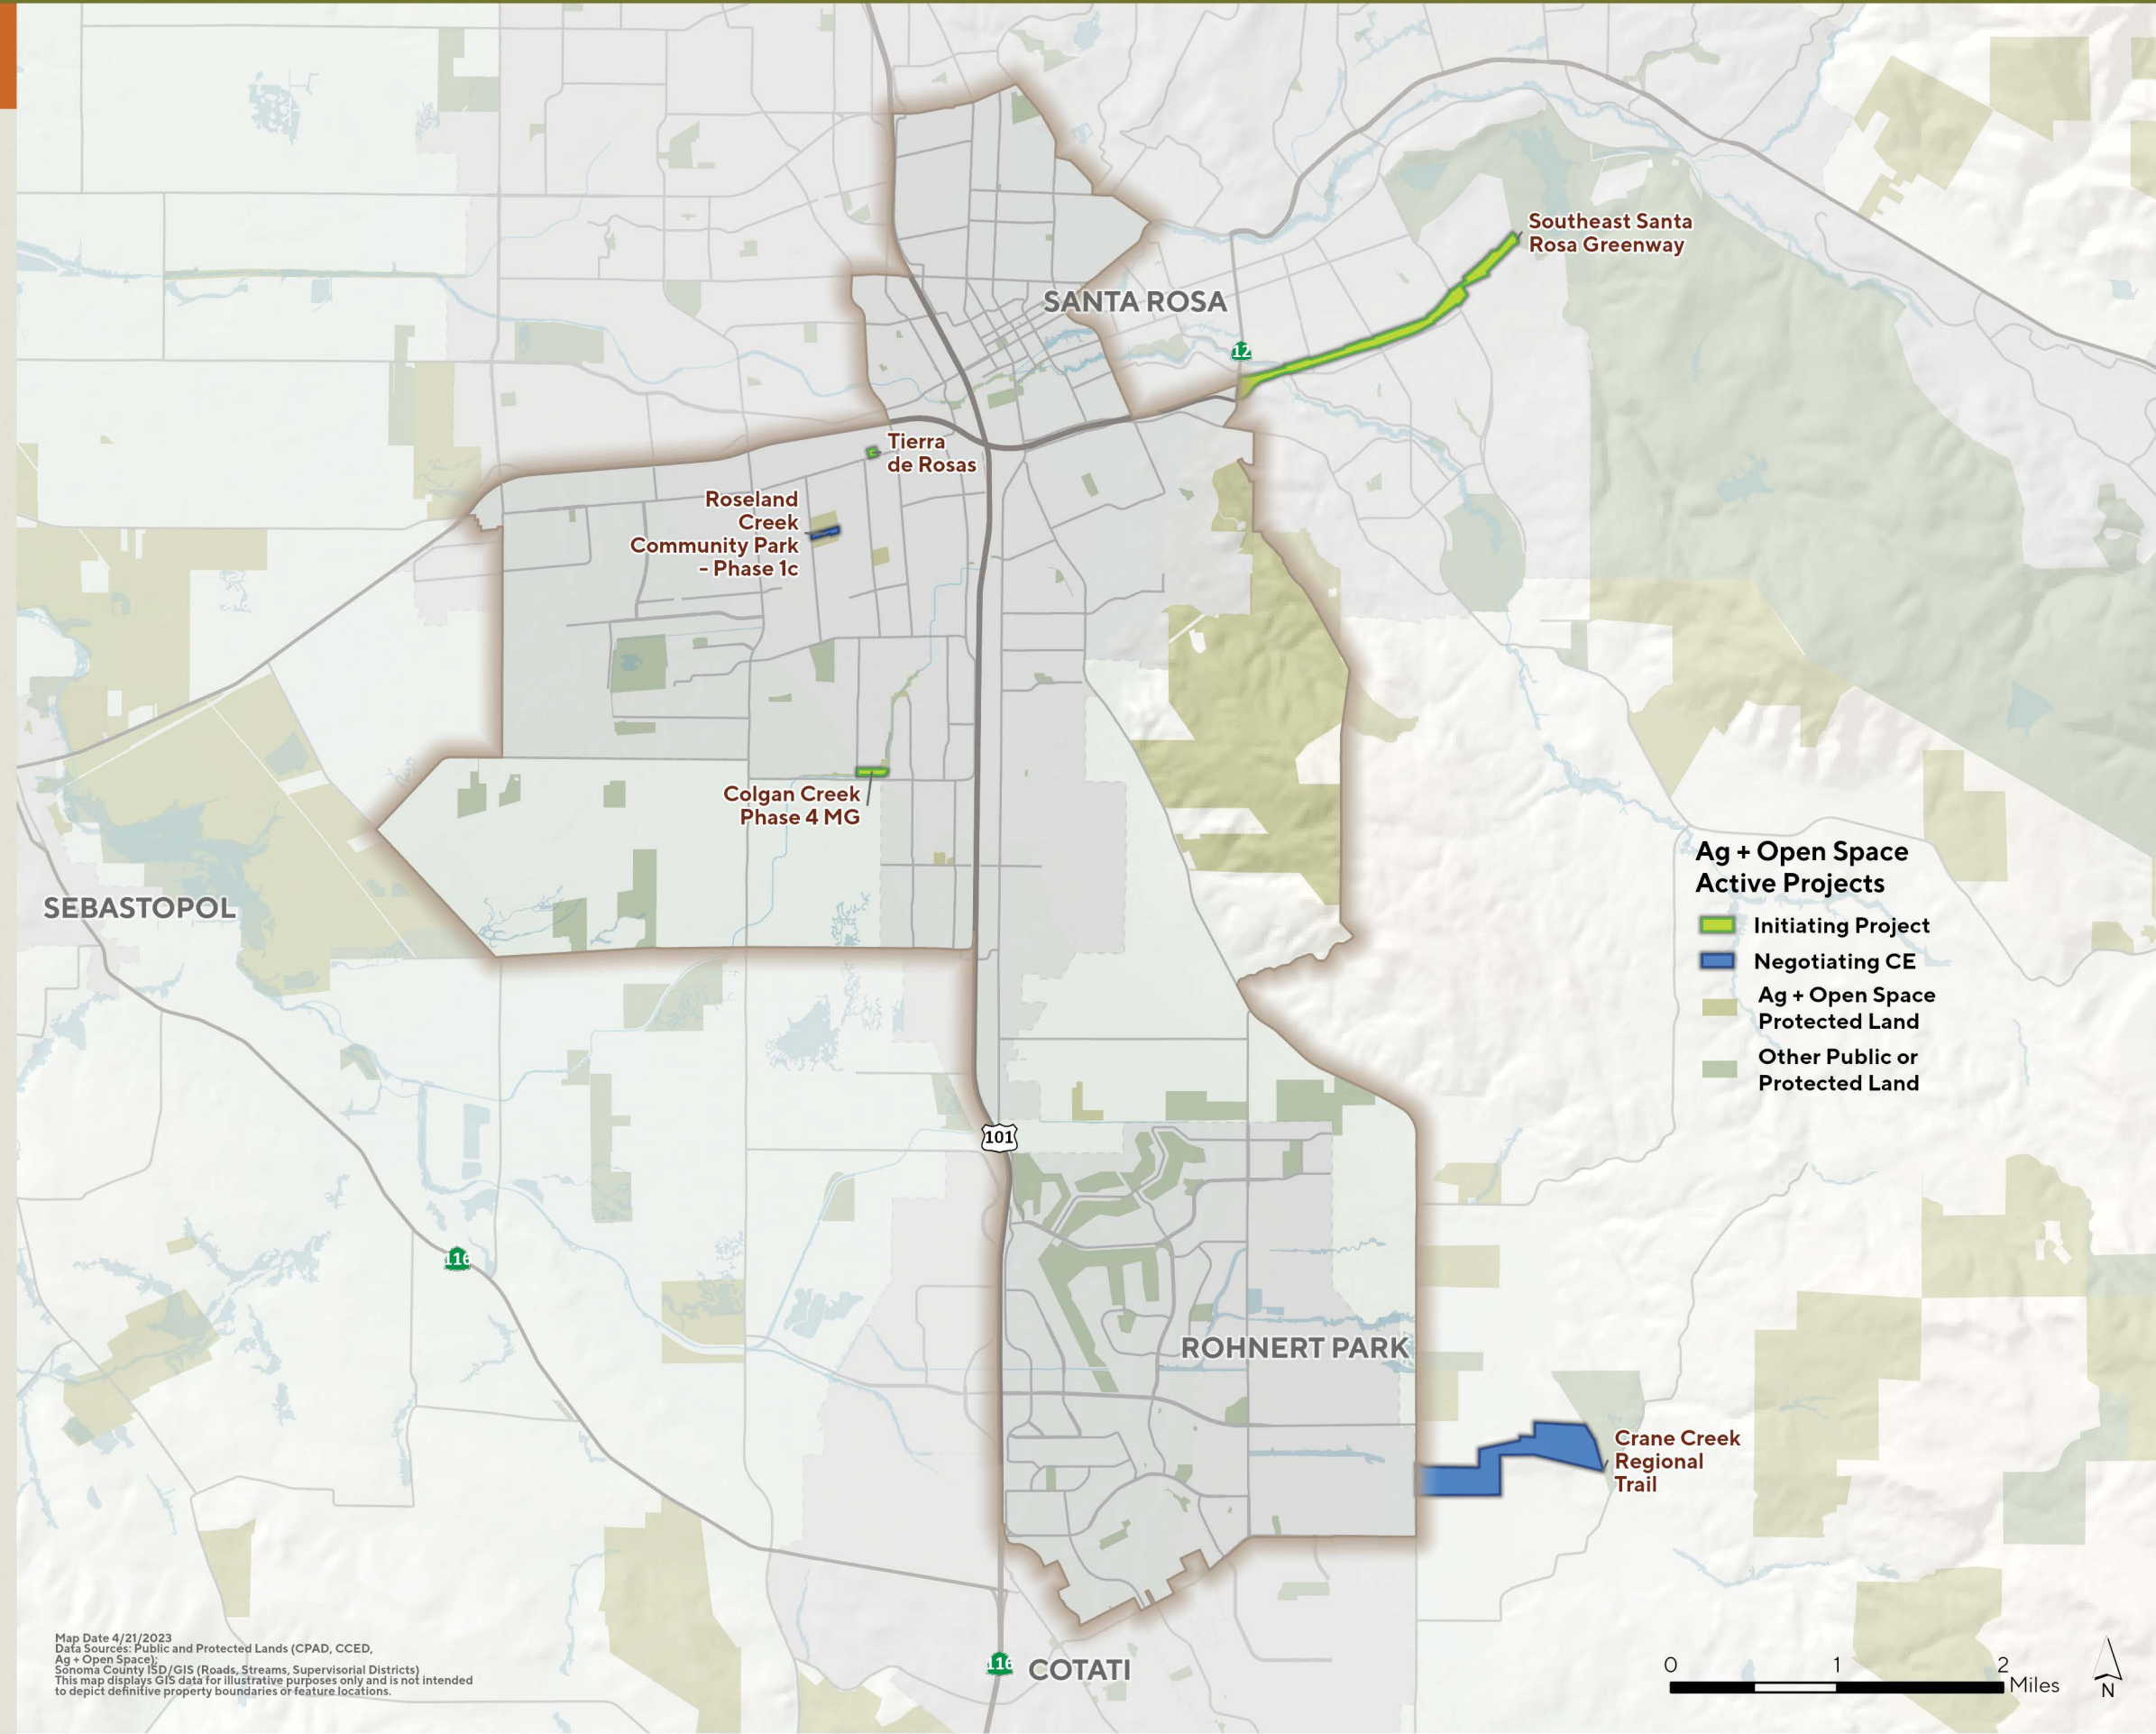 Southeast Santa
Rosa Greenway
SANTA ROSA
12
Tierra
de Rosas
Roseland
Creek
Community Park
- Phase 1c
Colgan Creek
Phase 4 MG
SEBASTOPOL
Ag + Open Space
Active Projects
Initiating Project
Negotiating CE
Ag + Open Space
Protected Land
Other Public or
Protected Land
101
116
ROHNERT PARK
Crane Creek
Regional
Trail
116
COTATI
Map Date 4/21/2023
Data Sources: Public and Protected Lands (CPAD, CCED,
Ag + Open Space);
Sonoma County ISD/GIS (Roads, Streams, Supervisorial Districts)
This map displays GIS data for illustrative purposes only and is not intended
to depict definitive property boundaries or feature locations.
0 1 2
Miles
N